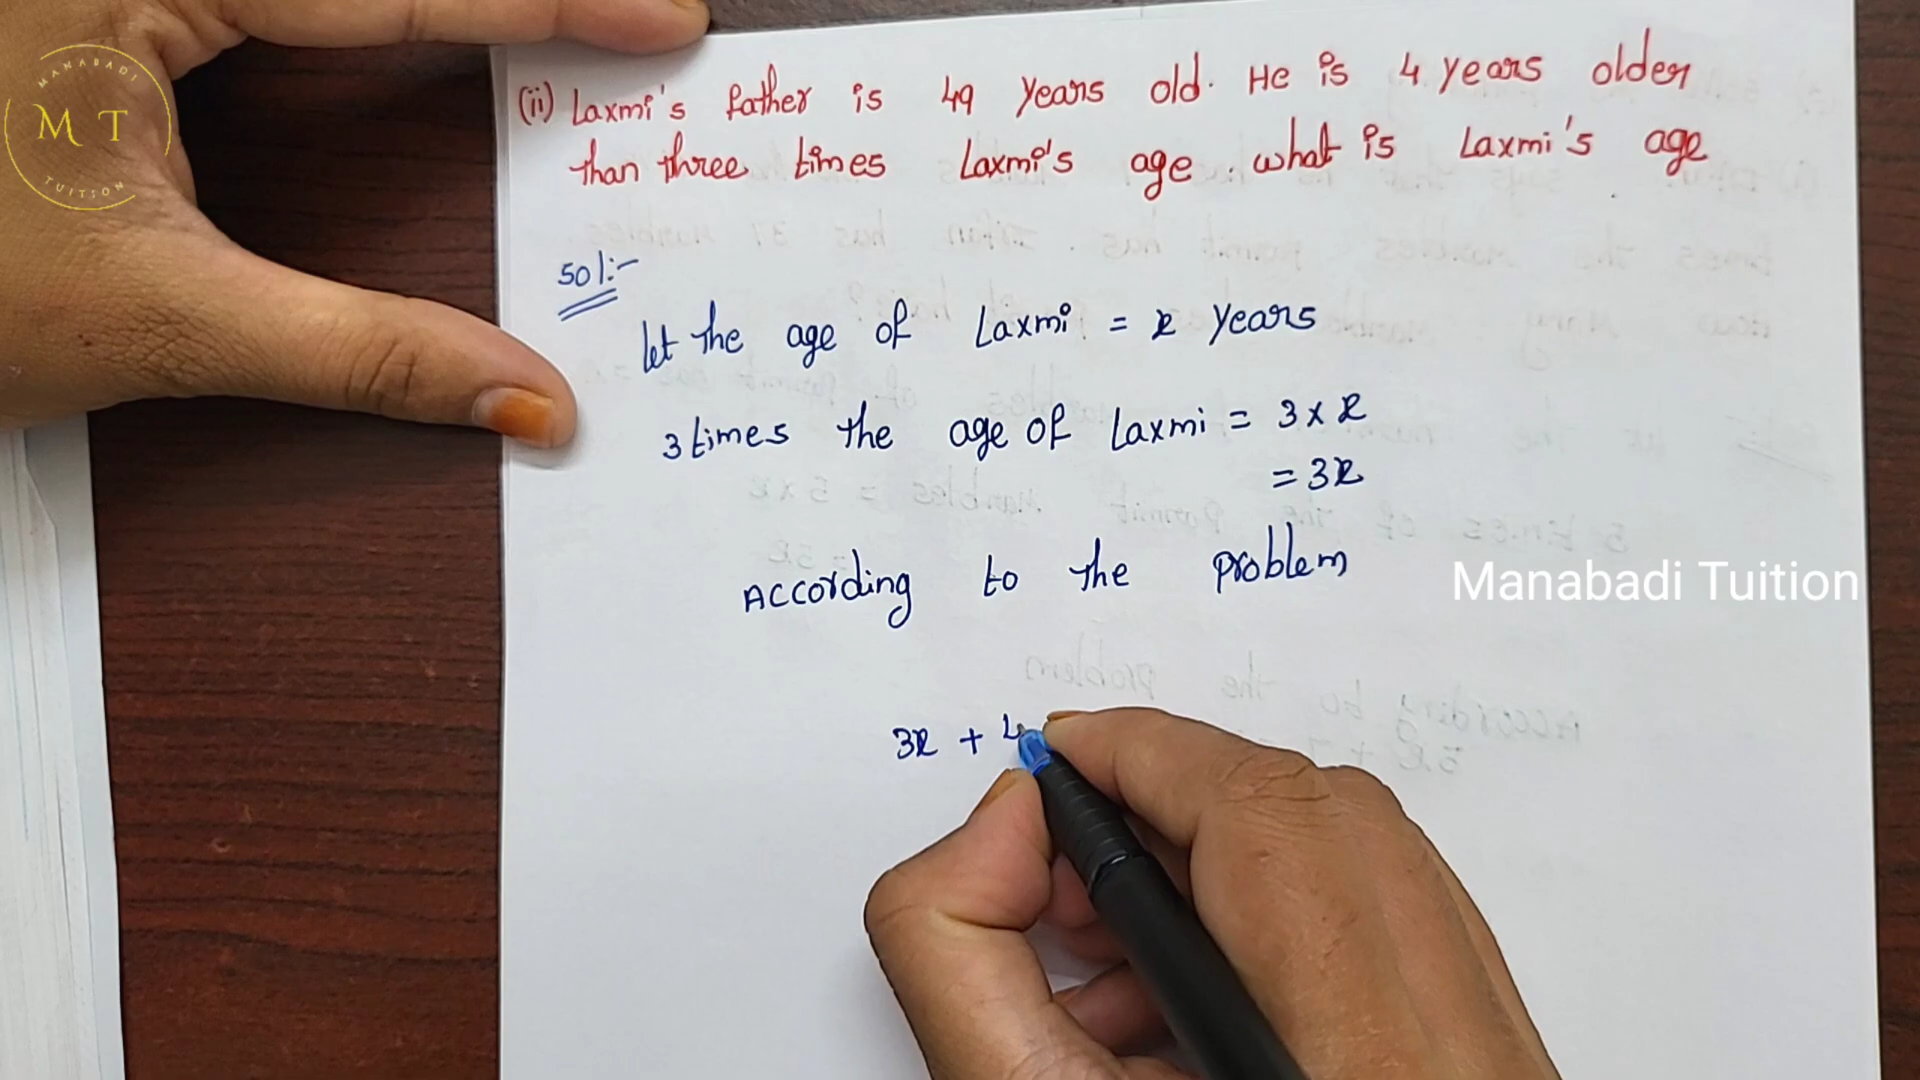 MANABADI
M T
TUITION
(ii) Laxmi's father is 49 years old. He is 4 years older
than three times Laxmi's age. what is Laxmi's age
Sol:-
let the age of Laxmi = x years
3 times the age of Laxmi = 3 × x
= 3x
According to the problem
Manabadi Tuition
3x + 4